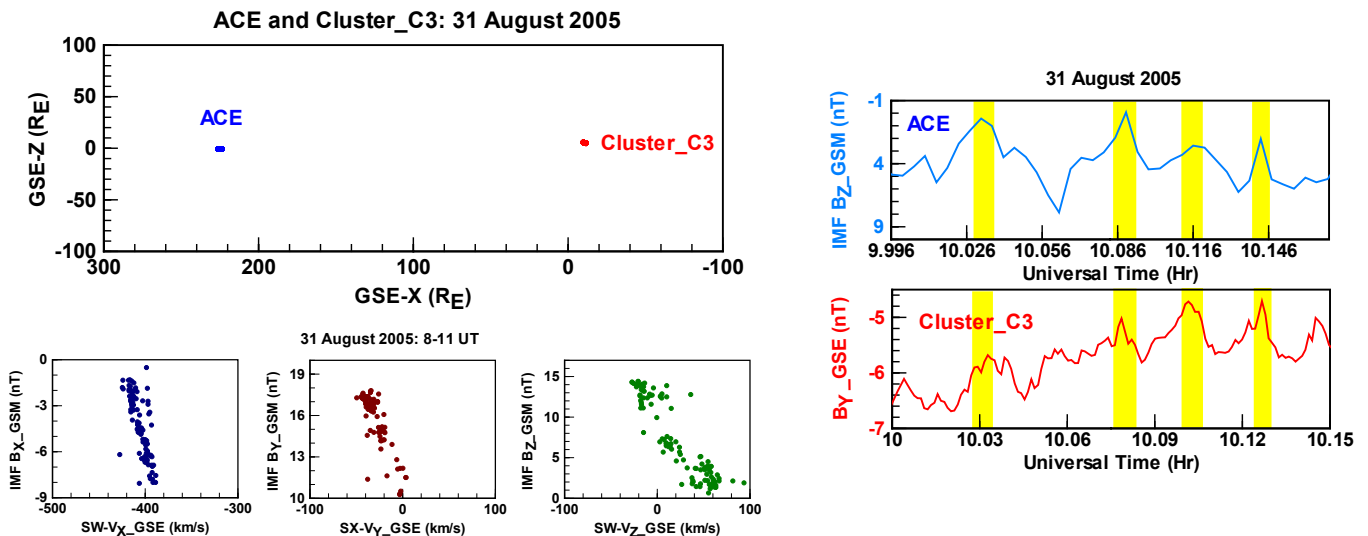 ACE and Cluster_C3: 31 August 2005
100
50
0
-50
-100
GSE-Z (RE)
ACE
Cluster_C3
300
200
100
0
-100
GSE-X (RE)
31 August 2005: 8-11 UT
0
-3
-6
-9
IMF BX_GSM (nT)
-500
-400
-300
SW-VX_GSE (km/s)
19
16
13
10
IMF BY_GSM (nT)
-100
0
100
SX-VY_GSE (km/s)
15
10
5
0
IMF BZ_GSM (nT)
-100
0
100
SW-VZ_GSE (km/s)
31 August 2005
-1
4
9
IMF BZ_GSM (nT)
ACE
9.996
10.026
10.056
10.086
10.116
10.146
Universal Time (Hr)
-5
-6
-7
BY_GSE (nT)
Cluster_C3
10
10.03
10.06
10.09
10.12
10.15
Universal Time (Hr)